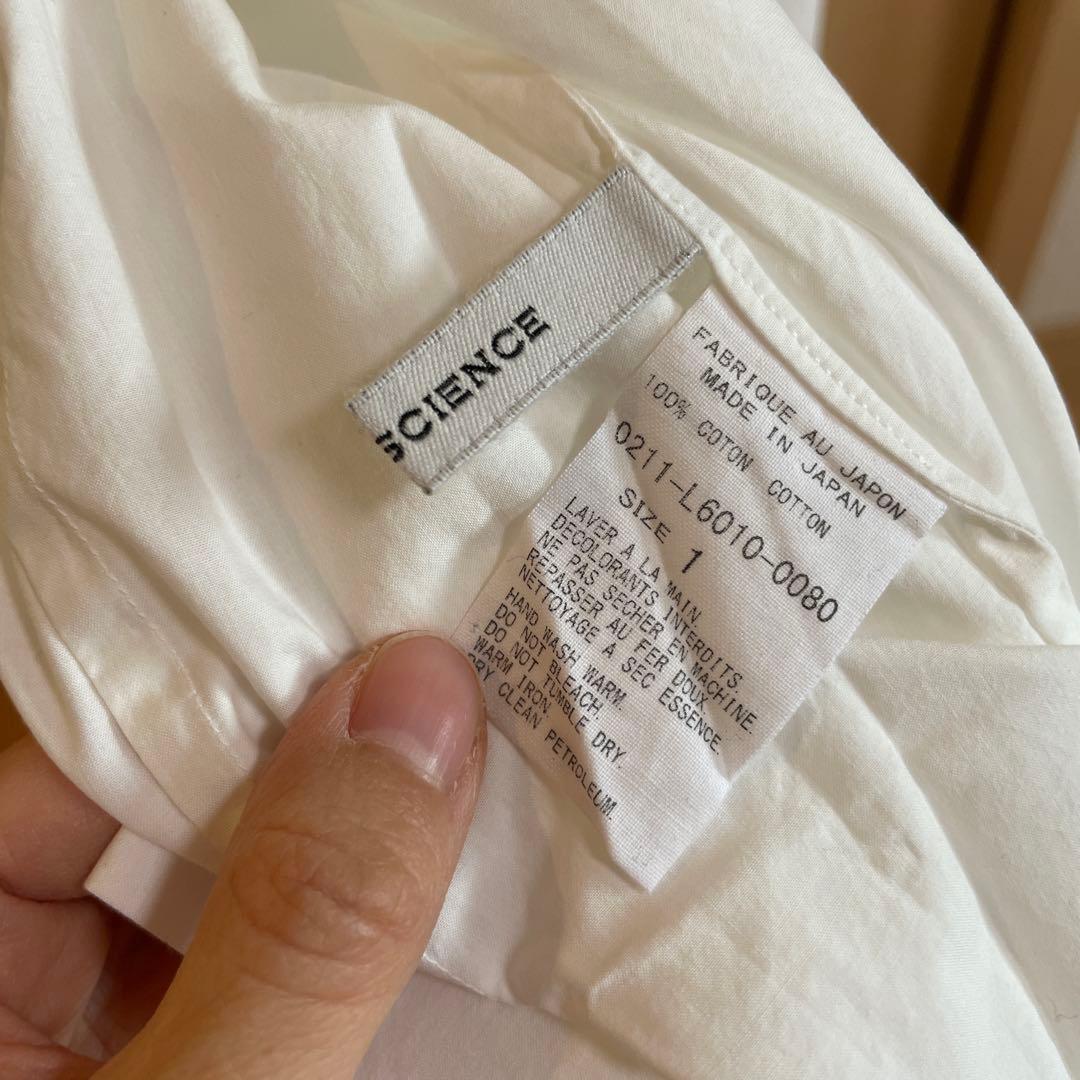 SCIENCE
FABRIQUE AU JAPON
MADE IN JAPAN
100% COTON COTTON
0211-L6010-0080
SIZE 1
LAVER A LA MAIN.
DECOLORANTS INTERDITS.
NE PAS SECHER EN MACHINE.
REPASSER AU FER DOUX.
NETTOYAGE A SEC ESSENCE.
HAND WASH WARM.
DO NOT BLEACH.
DO NOT TUMBLE DRY.
WARM IRON.
DRY CLEAN PETROLEUM.